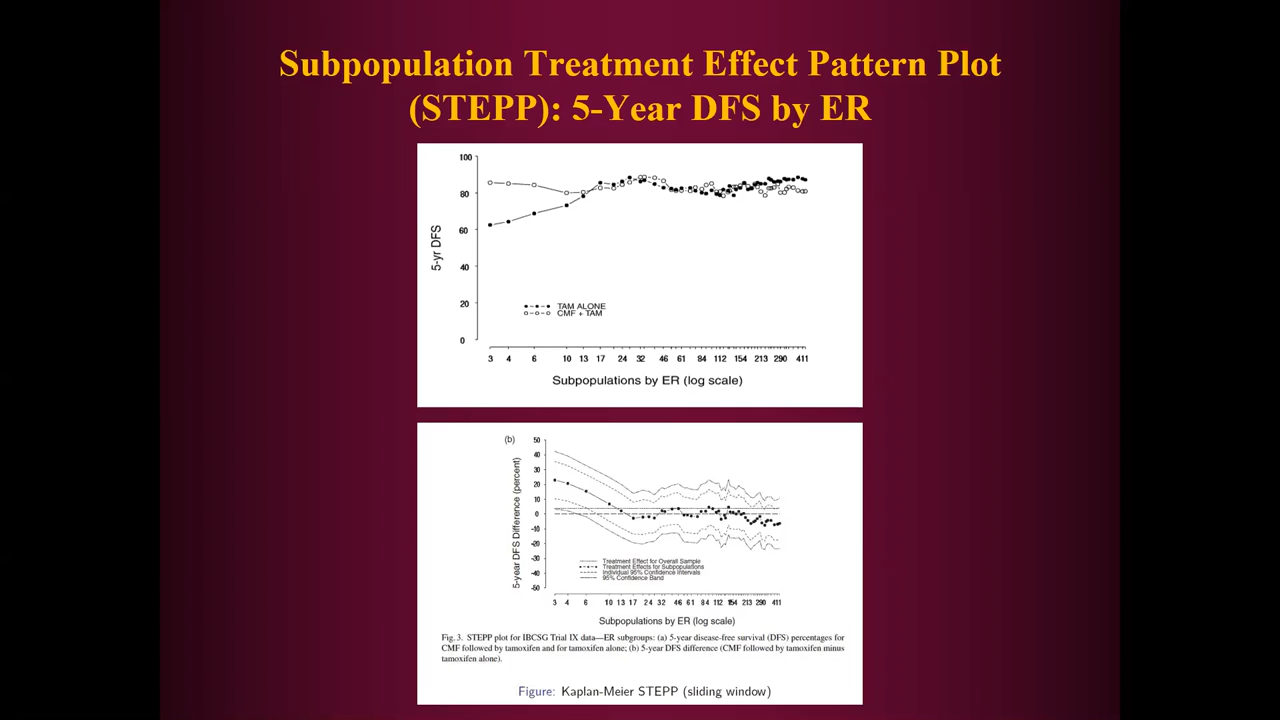 Subpopulation Treatment Effect Pattern Plot
(STEPP): 5-Year DFS by ER
100
80
60
40
20
0
5-yr DFS
TAM ALONE
CMF + TAM
3 4 6 10 13 17 24 32 46 61 84 112 154 213 290 411
Subpopulations by ER (log scale)
(b)
50
40
30
20
10
0
-10
-20
-30
-40
-50
5-year DFS Difference (percent)
Treatment Effect for Overall Sample
Treatment Effects for Subpopulations
Individual 95% Confidence Intervals
95% Confidence Band
3 4 6 10 13 17 24 32 46 61 84 112 154 213 290 411
Subpopulations by ER (log scale)
Fig. 3. STEPP plot for IBCSG Trial IX data—ER subgroups: (a) 5-year disease-free survival (DFS) percentages for
CMF followed by tamoxifen and for tamoxifen alone; (b) 5-year DFS difference (CMF followed by tamoxifen minus
tamoxifen alone).
Figure: Kaplan-Meier STEPP (sliding window)